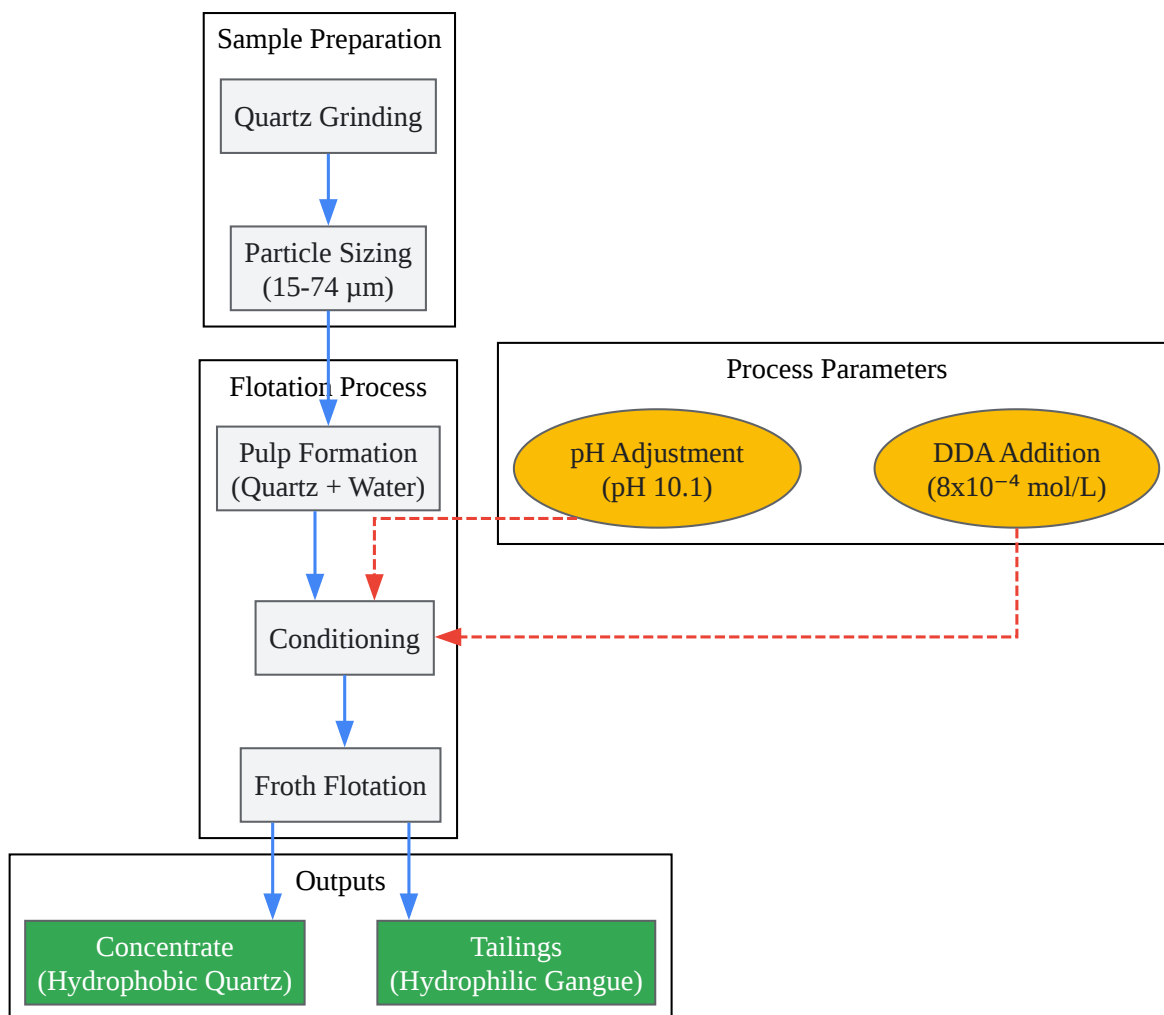 Sample Preparation
Quartz Grinding
Particle Sizing
(15-74 µm)
Flotation Process
Pulp Formation
(Quartz + Water)
Process Parameters
pH Adjustment
(pH 10.1)
DDA Addition
(8x10⁻⁴ mol/L)
Conditioning
Froth Flotation
Outputs
Concentrate
(Hydrophobic Quartz)
Tailings
(Hydrophilic Gangue)